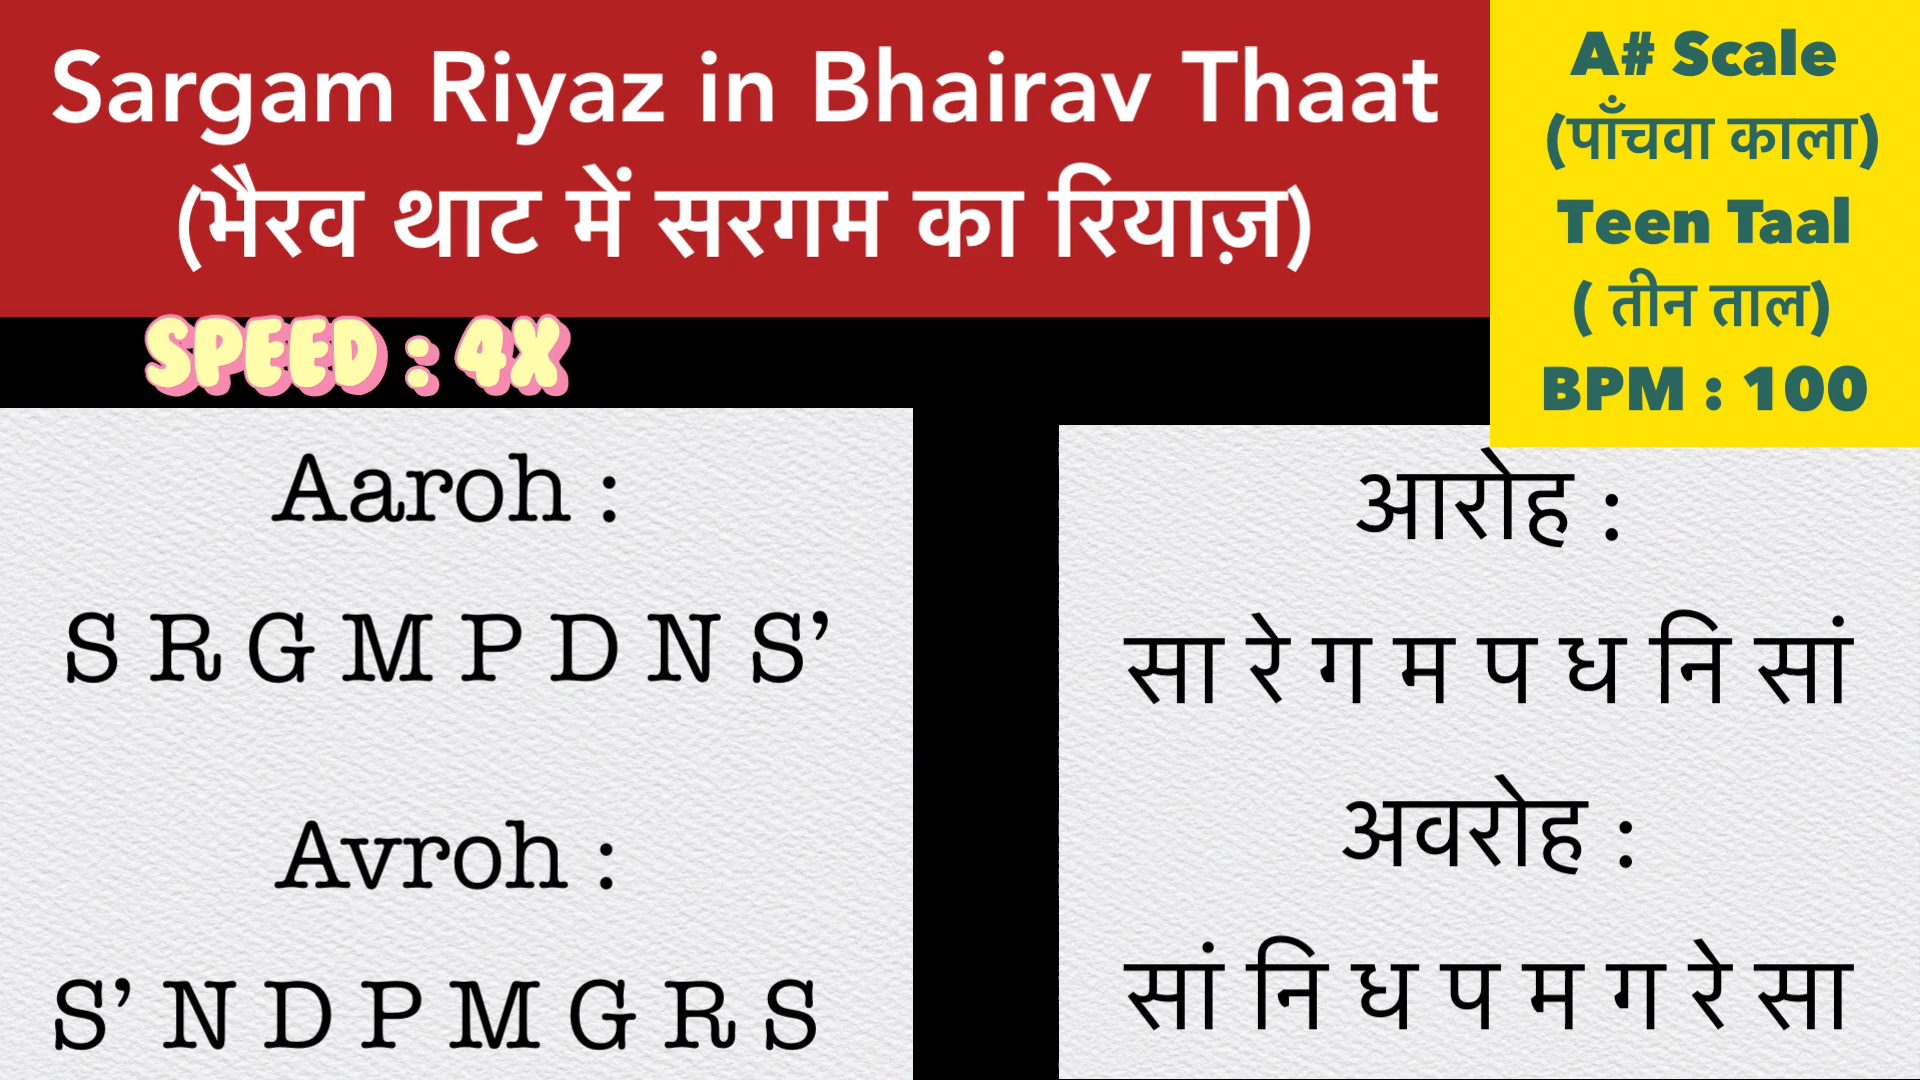 Sargam Riyaz in Bhairav Thaat
(भैरव थाट में सरगम का रियाज़)
A# Scale
(पाँचवा काला)
Teen Taal
( तीन ताल)
BPM : 100
SPEED : 4X
Aaroh :
S R G M P D N S’
Avroh :
S’ N D P M G R S
आरोह :
सा रे ग म प ध नि सां
अवरोह :
सां नि ध प म ग रे सा